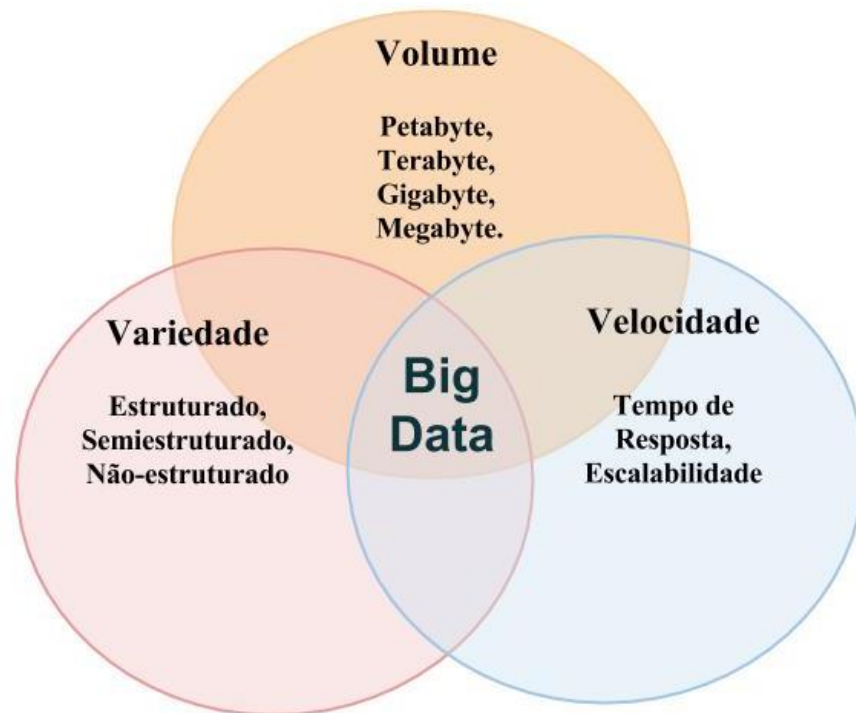 Volume
Petabyte,
Terabyte,
Gigabyte,
Megabyte.
Variedade
Estruturado,
Semiestruturado,
Não-estruturado
Big
Data
Velocidade
Tempo de
Resposta,
Escalabilidade